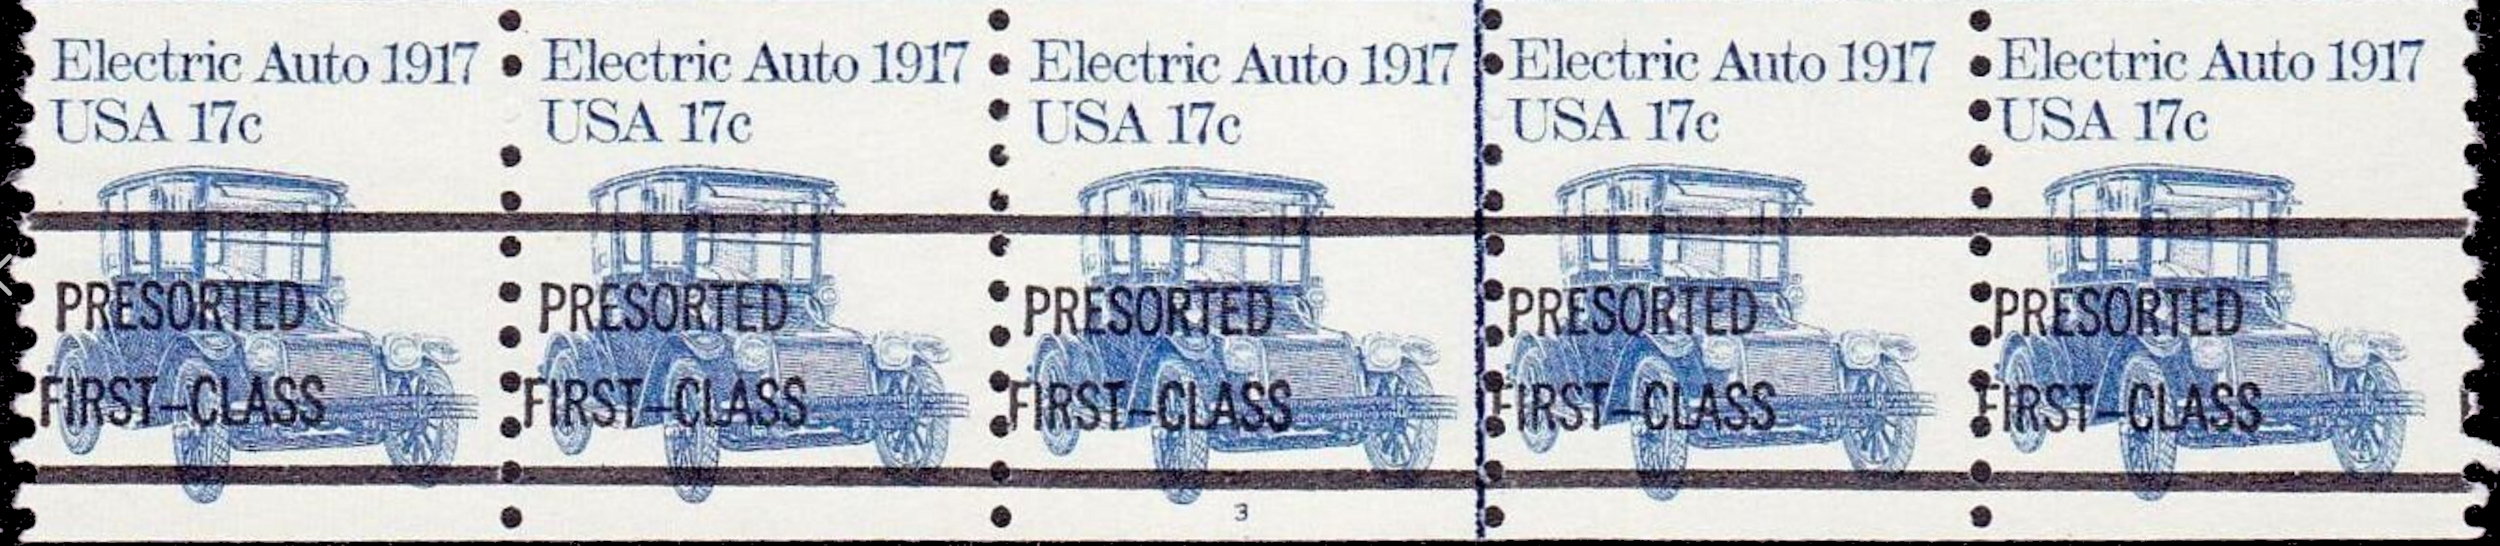 Electric Auto 1917 Electric Auto 1917 Electric Auto 1917 Electric Auto 1917 Electric Auto 1917
USA 17c USA 17c USA 17c USA 17c USA 17c
PRESORTED PRESORTED PRESORTED PRESORTED PRESORTED
FIRST-CLASS FIRST-CLASS FIRST-CLASS FIRST-CLASS FIRST-CLASS
3